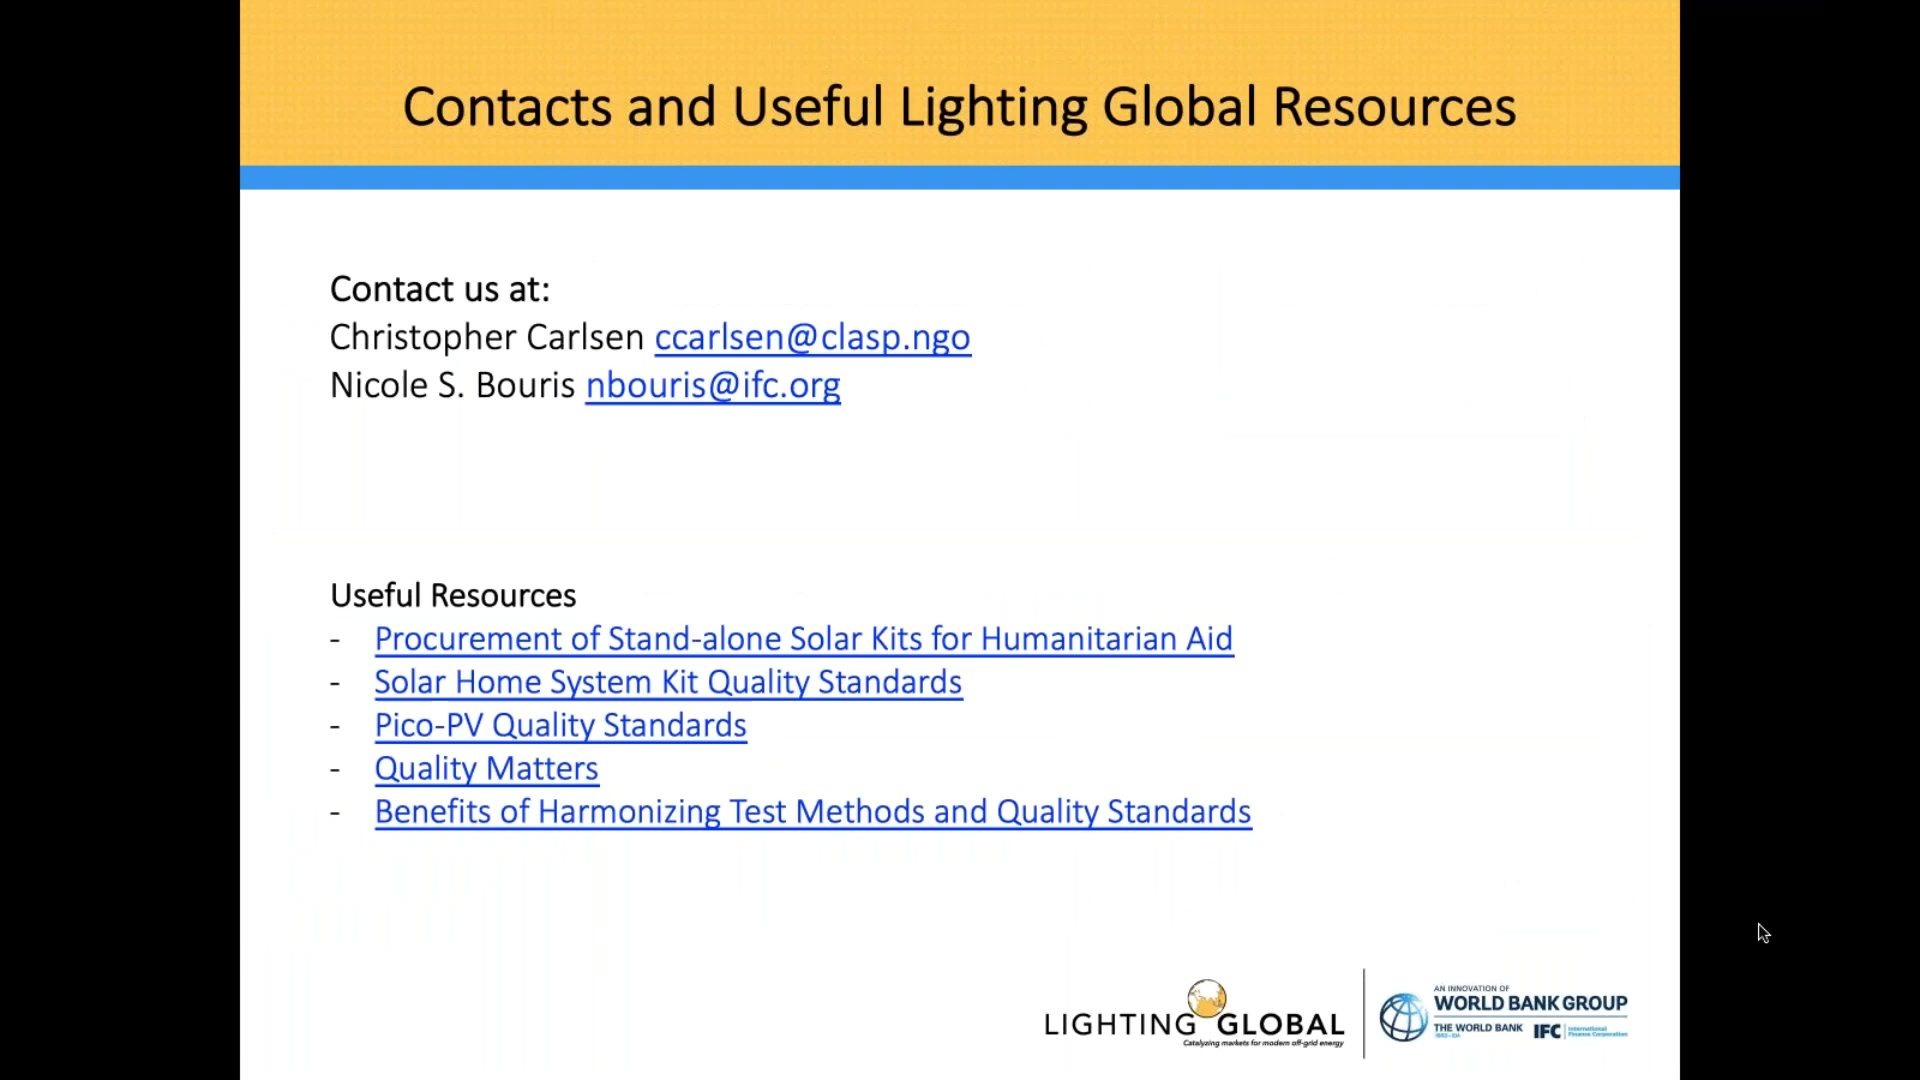 Contacts and Useful Lighting Global Resources
Contact us at:
Christopher Carlsen ccarlsen@clasp.ngo
Nicole S. Bouris nbouris@ifc.org
Useful Resources
- Procurement of Stand-alone Solar Kits for Humanitarian Aid
- Solar Home System Kit Quality Standards
- Pico-PV Quality Standards
- Quality Matters
- Benefits of Harmonizing Test Methods and Quality Standards
LIGHTING GLOBAL
Catalyzing markets for modern off-grid energy
AN INNOVATION OF
WORLD BANK GROUP
THE WORLD BANK
IFC International Finance Corporation